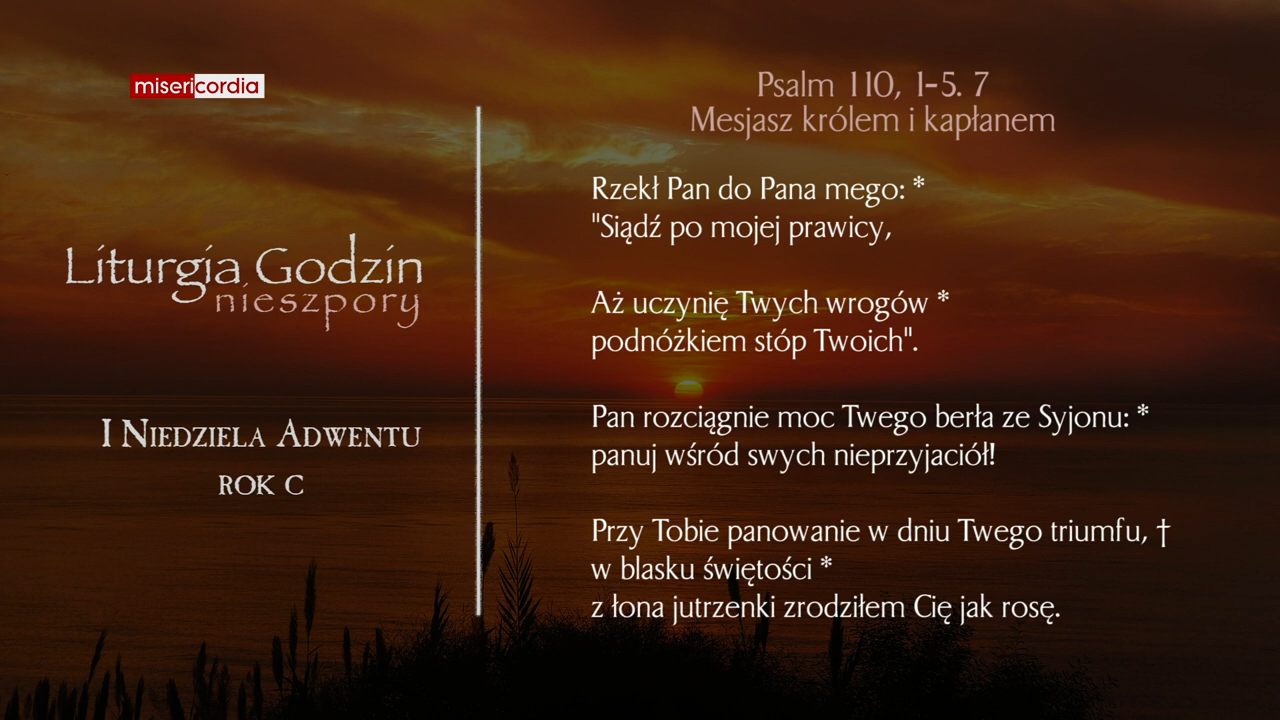 misericordia
Liturgia Godzin
nieszpory
I Niedziela Adwentu
rok C
Psalm 110, 1-5. 7
Mesjasz królem i kapłanem
Rzekł Pan do Pana mego: *
"Siądź po mojej prawicy,
Aż uczynię Twych wrogów *
podnóżkiem stóp Twoich".
Pan rozciągnie moc Twego berła ze Syjonu: *
panuj wśród swych nieprzyjaciół!
Przy Tobie panowanie w dniu Twego triumfu, †
w blasku świętości *
z łona jutrzenki zrodziłem Cię jak rosę.